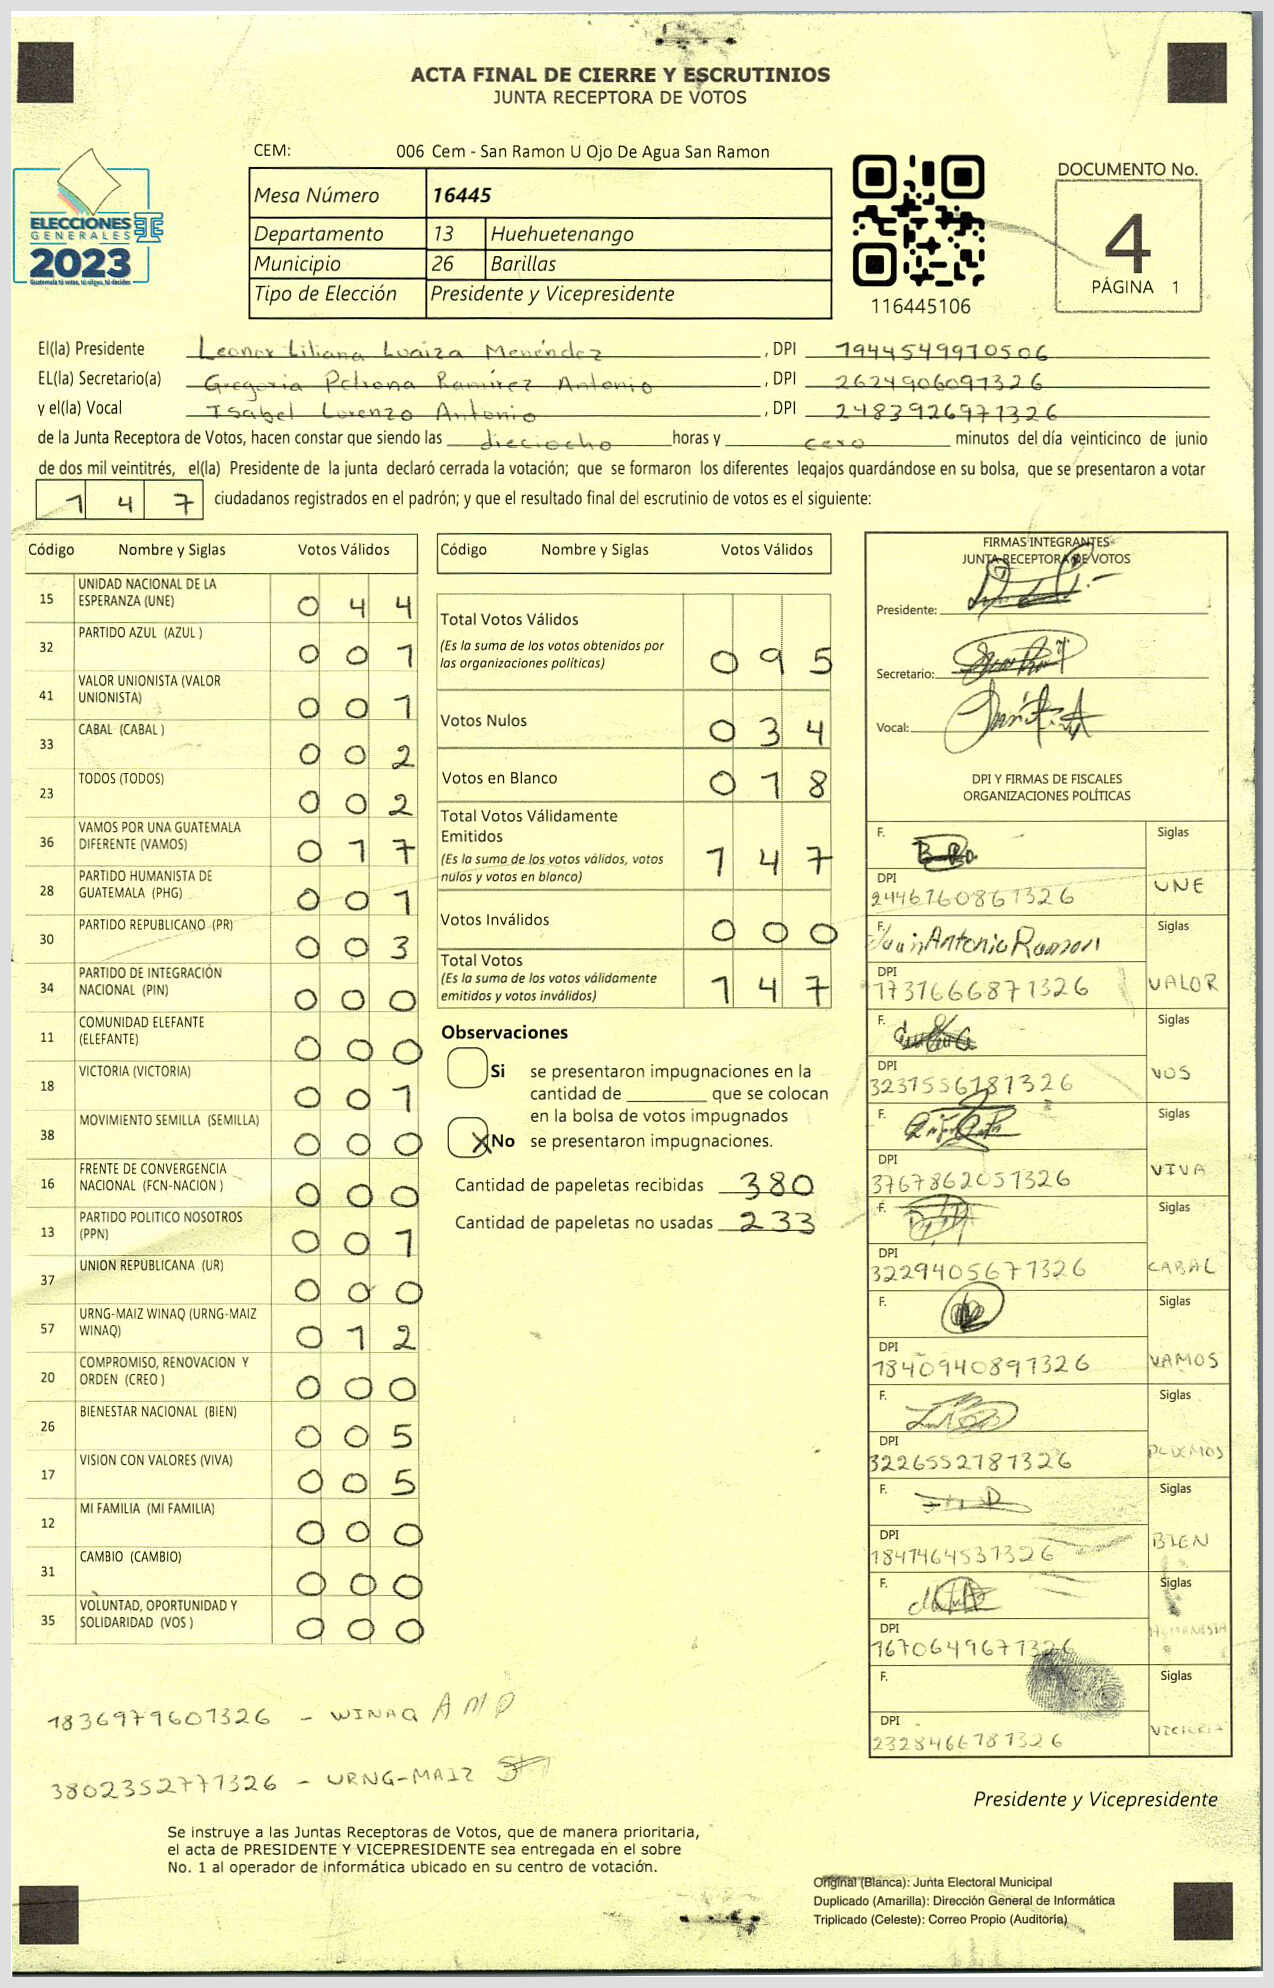 ACTA FINAL DE CIERRE Y ESCRUTINIOS
JUNTA RECEPTORA DE VOTOS
CEM: 006 Cem - San Ramon U Ojo De Agua San Ramon
ELECCIONES
GENERALES
2023
Guatemala tú votas, tú eliges, tú decides
Mesa Número 16445
Departamento 13 Huehuetenango
Municipio 26 Barillas
Tipo de Elección Presidente y Vicepresidente
116445106
DOCUMENTO No.
4
PÁGINA 1
El(la) Presidente Leonor Liliana Loaiza Menéndez, DPI 1944549910506
EL(la) Secretario(a) Gregoria Petrona Ramírez Antonio, DPI 2624906091326
y el(la) Vocal Isabel Lorenzo Antonio, DPI 2483926971326
de la Junta Receptora de Votos, hacen constar que siendo las dieciocho horas y cero minutos del día veinticinco de junio
de dos mil veintitrés, el(la) Presidente de la junta declaró cerrada la votación; que se formaron los diferentes legajos guardándose en su bolsa, que se presentaron a votar
1 4 7 ciudadanos registrados en el padrón; y que el resultado final del escrutinio de votos es el siguiente:
Código Nombre y Siglas Votos Válidos
15 UNIDAD NACIONAL DE LA ESPERANZA (UNE) 0 4 4
32 PARTIDO AZUL (AZUL ) 0 0 1
41 VALOR UNIONISTA (VALOR UNIONISTA) 0 0 1
33 CABAL (CABAL ) 0 0 2
23 TODOS (TODOS) 0 0 2
36 VAMOS POR UNA GUATEMALA DIFERENTE (VAMOS) 0 1 7
28 PARTIDO HUMANISTA DE GUATEMALA (PHG) 0 0 1
30 PARTIDO REPUBLICANO (PR) 0 0 3
34 PARTIDO DE INTEGRACIÓN NACIONAL (PIN) 0 0 0
11 COMUNIDAD ELEFANTE (ELEFANTE) 0 0 0
18 VICTORIA (VICTORIA) 0 0 1
38 MOVIMIENTO SEMILLA (SEMILLA) 0 0 0
16 FRENTE DE CONVERGENCIA NACIONAL (FCN-NACION ) 0 0 0
13 PARTIDO POLITICO NOSOTROS (PPN) 0 0 1
37 UNION REPUBLICANA (UR) 0 0 0
57 URNG-MAIZ WINAQ (URNG-MAIZ WINAQ) 0 1 2
20 COMPROMISO, RENOVACION Y ORDEN (CREO ) 0 0 0
26 BIENESTAR NACIONAL (BIEN) 0 0 5
17 VISION CON VALORES (VIVA) 0 0 5
12 MI FAMILIA (MI FAMILIA) 0 0 0
31 CAMBIO (CAMBIO) 0 0 0
35 VOLUNTAD, OPORTUNIDAD Y SOLIDARIDAD (VOS ) 0 0 0
Código Nombre y Siglas Votos Válidos
Total Votos Válidos
(Es la suma de los votos obtenidos por
las organizaciones políticas) 0 9 5
Votos Nulos 0 3 4
Votos en Blanco 0 1 8
Total Votos Válidamente
Emitidos
(Es la suma de los votos válidos, votos
nulos y votos en blanco) 1 4 7
Votos Inválidos 0 0 0
Total Votos
(Es la suma de los votos válidamente
emitidos y votos inválidos) 1 4 7
Observaciones
Si se presentaron impugnaciones en la
cantidad de ________ que se colocan
en la bolsa de votos impugnados
X No se presentaron impugnaciones.
Cantidad de papeletas recibidas 380
Cantidad de papeletas no usadas 233
FIRMAS INTEGRANTES
JUNTA RECEPTORA DE VOTOS
Presidente:
Secretario:
Vocal:
DPI Y FIRMAS DE FISCALES
ORGANIZACIONES POLÍTICAS
F. Siglas
DPI
2446760861326 UNE
F. Juan Antonio Ramon Siglas
DPI
1731666871326 VALOR
F. Siglas
DPI
3231556181326 VOS
F. Siglas
DPI
3767862051326 VIVA
F. Siglas
DPI
3229405671326 CABAL
F. Siglas
DPI
1840940891326 VAMOS
F. Siglas
DPI
3226552781326 PODEMOS
F. Siglas
DPI
1841464531326 BIEN
F. Siglas
DPI
1670649671326 HUMANISTA
F. Siglas
DPI
2328466181326 VICTORIA
1836979601326 - WINAQ AMP
3802352771326 - URNG-MAIZ
Presidente y Vicepresidente
Se instruye a las Juntas Receptoras de Votos, que de manera prioritaria,
el acta de PRESIDENTE Y VICEPRESIDENTE sea entregada en el sobre
No. 1 al operador de informática ubicado en su centro de votación.
Original (Blanca): Junta Electoral Municipal
Duplicado (Amarilla): Dirección General de Informática
Triplicado (Celeste): Correo Propio (Auditoría)